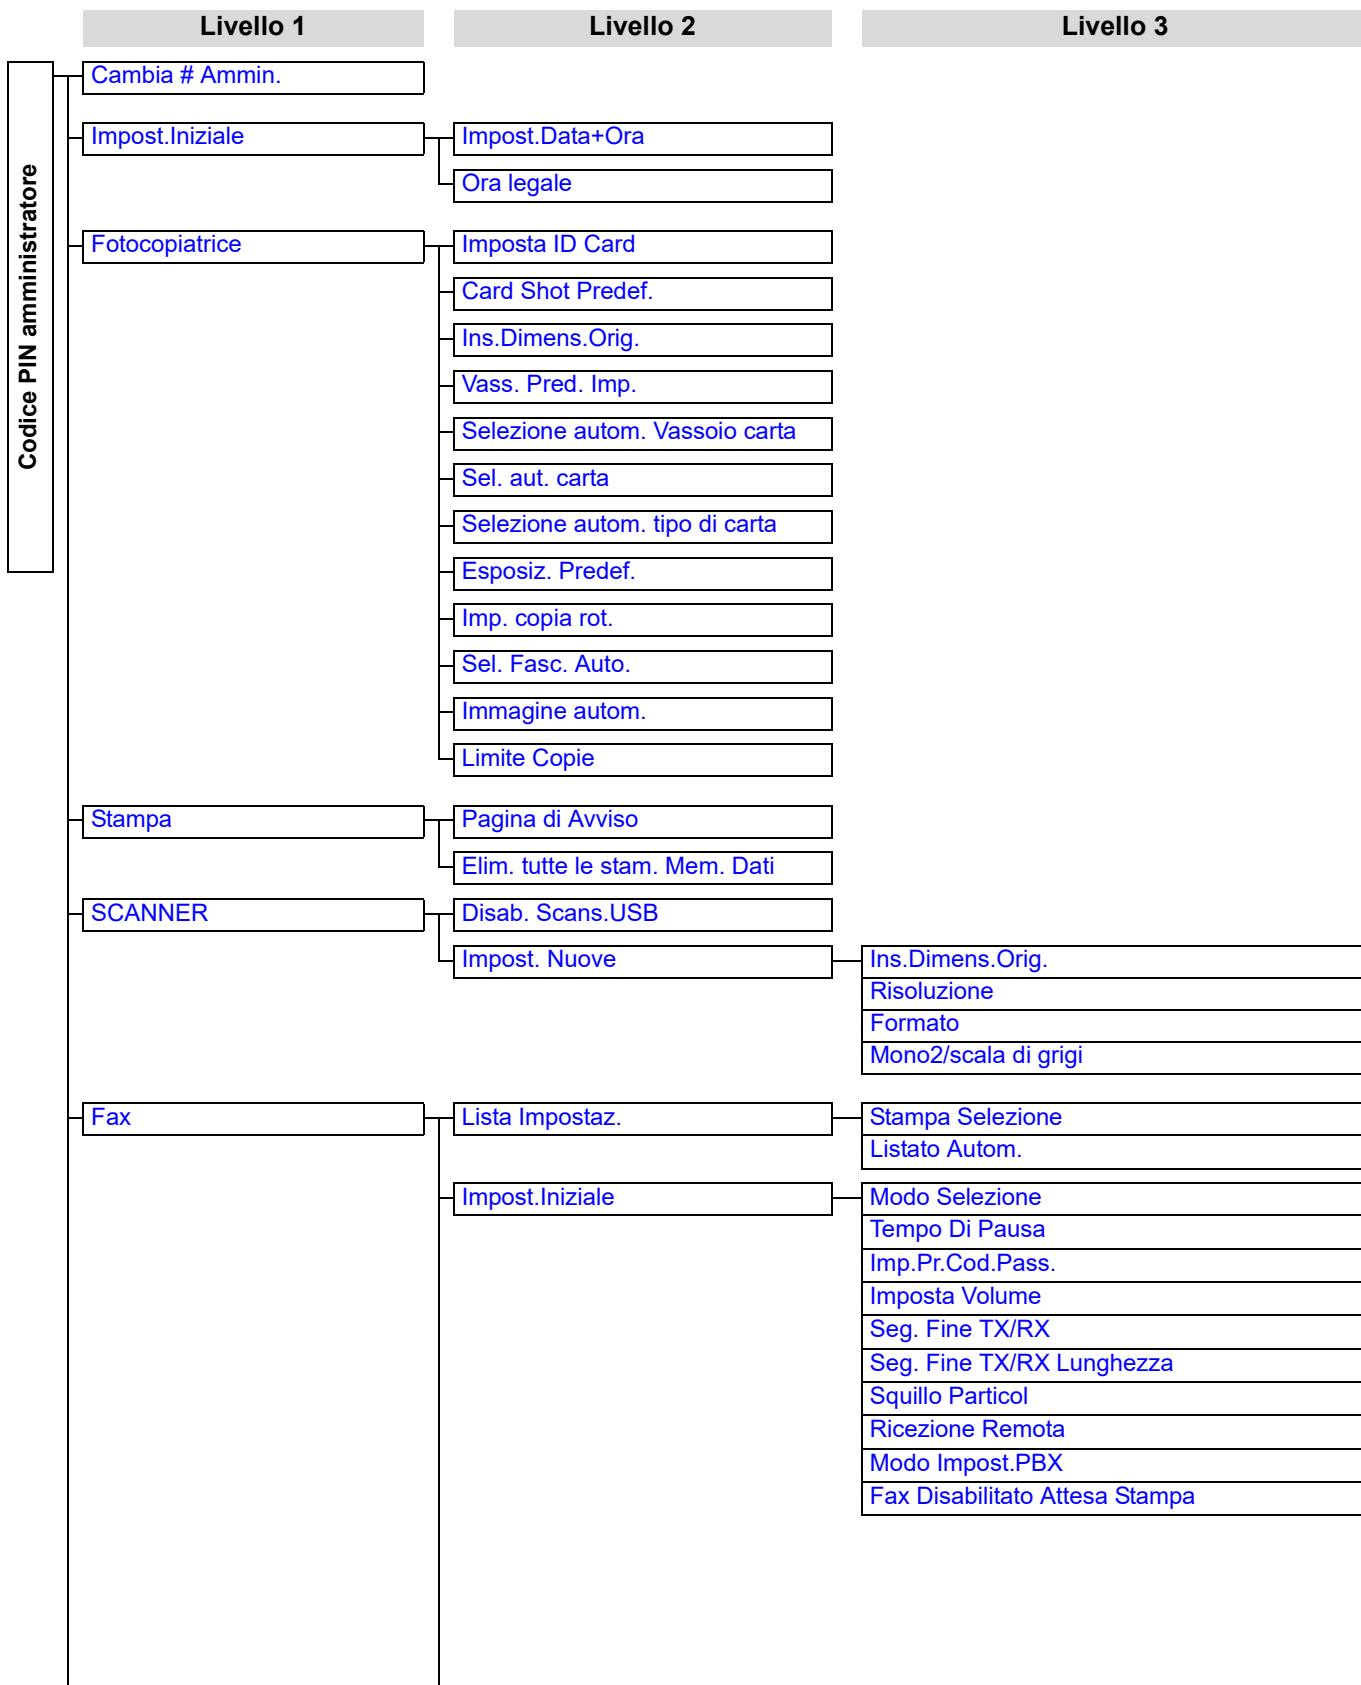 Livello 1 Livello 2 Livello 3
Codice PIN amministratore
Cambia # Ammin.
Impost.Iniziale Impost.Data+Ora
Ora legale
Fotocopiatrice Imposta ID Card
Card Shot Predef.
Ins.Dimens.Orig.
Vass. Pred. Imp.
Selezione autom. Vassoio carta
Sel. aut. carta
Selezione autom. tipo di carta
Esposiz. Predef.
Imp. copia rot.
Sel. Fasc. Auto.
Immagine autom.
Limite Copie
Stampa Pagina di Avviso
Elim. tutte le stam. Mem. Dati
SCANNER Disab. Scans.USB
Impost. Nuove Ins.Dimens.Orig.
Risoluzione
Formato
Mono2/scala di grigi
Fax Lista Impostaz. Stampa Selezione
Listato Autom.
Impost.Iniziale Modo Selezione
Tempo Di Pausa
Imp.Pr.Cod.Pass.
Imposta Volume
Seg. Fine TX/RX
Seg. Fine TX/RX Lunghezza
Squillo Particol
Ricezione Remota
Modo Impost.PBX
Fax Disabilitato Attesa Stampa